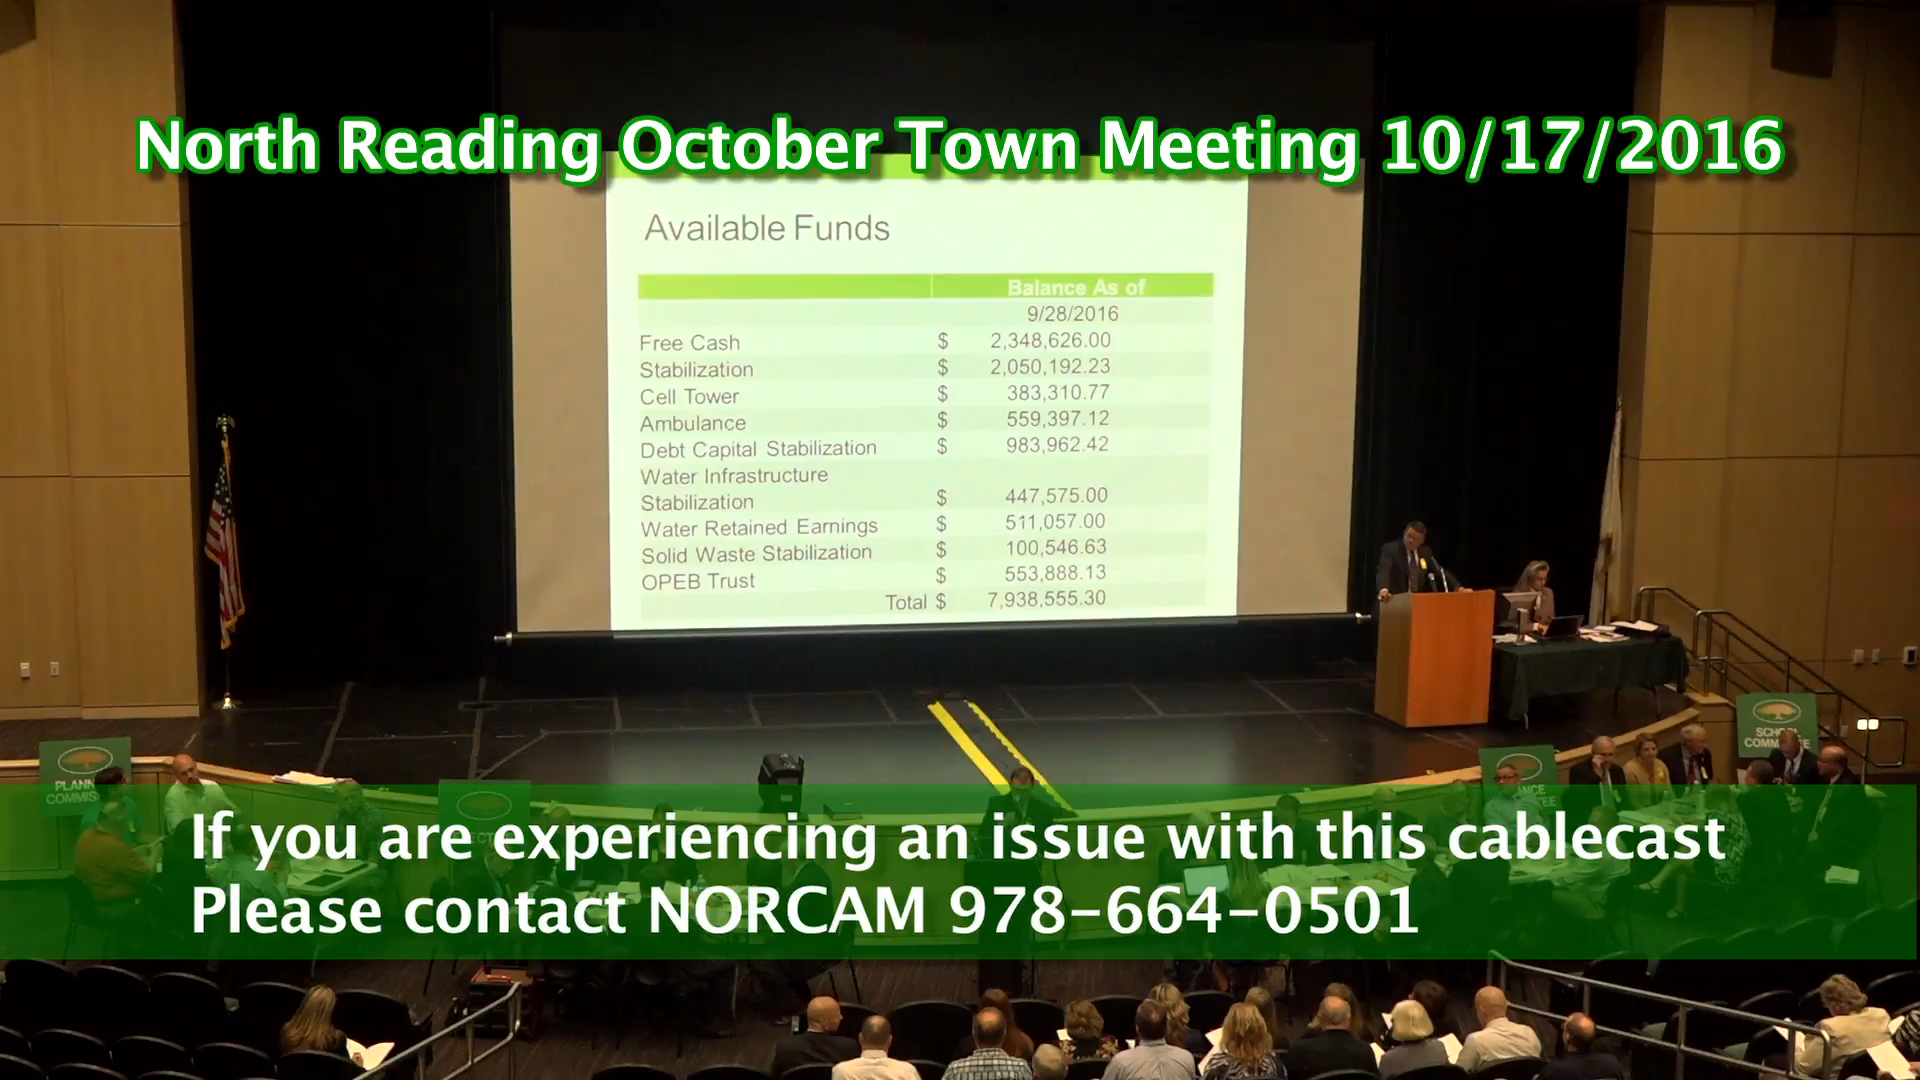 North Reading October Town Meeting 10/17/2016
Available Funds
Balance As of
9/28/2016
Free Cash $ 2,348,626.00
Stabilization $ 2,050,192.23
Cell Tower $ 383,310.77
Ambulance $ 559,397.12
Debt Capital Stabilization $ 983,962.42
Water Infrastructure
Stabilization $ 447,575.00
Water Retained Earnings $ 511,057.00
Solid Waste Stabilization $ 100,546.63
OPEB Trust $ 553,888.13
Total $ 7,938,555.30
If you are experiencing an issue with this cablecast
Please contact NORCAM 978-664-0501